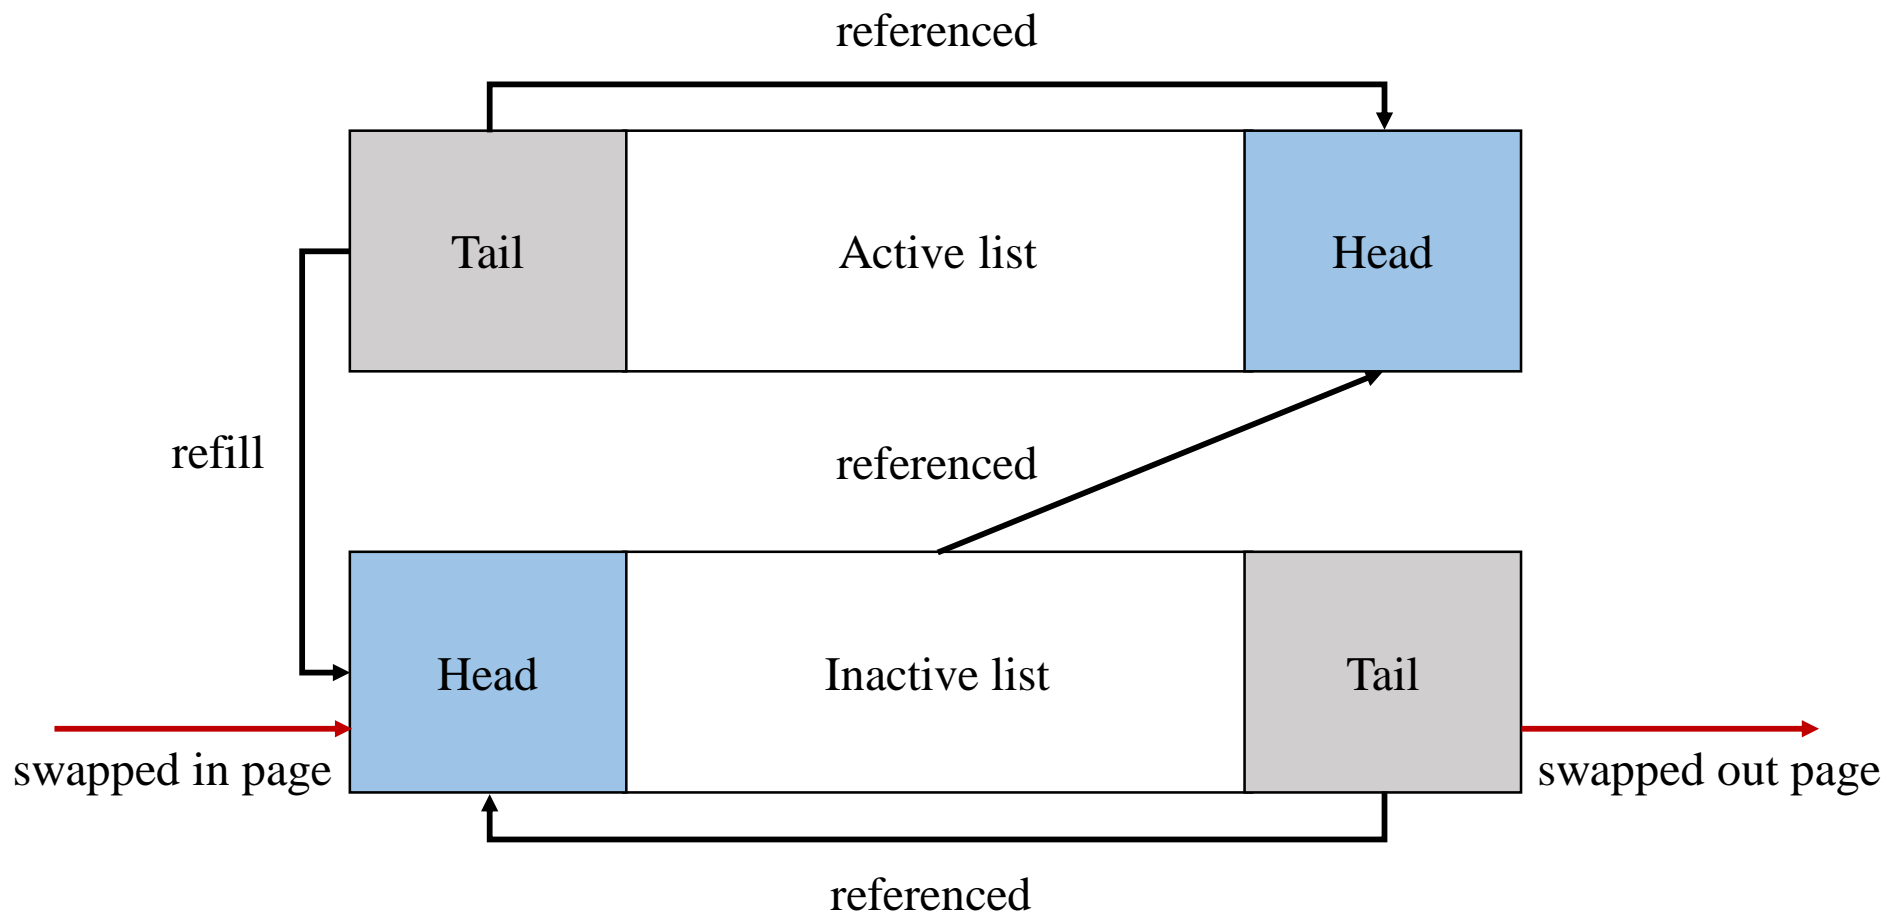 referenced
Tail
Active list
Head
refill
referenced
Head
Inactive list
Tail
swapped in page
swapped out page
referenced